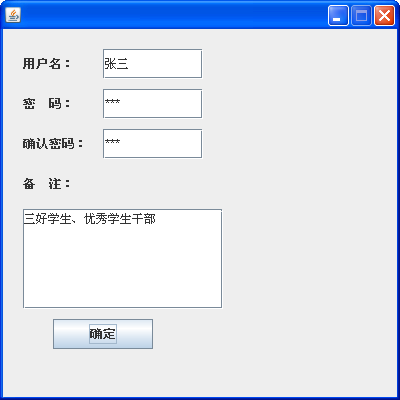 用户名： 张三
密　码： ***
确认密码： ***
备　注：
三好学生、优秀学生干部
确定